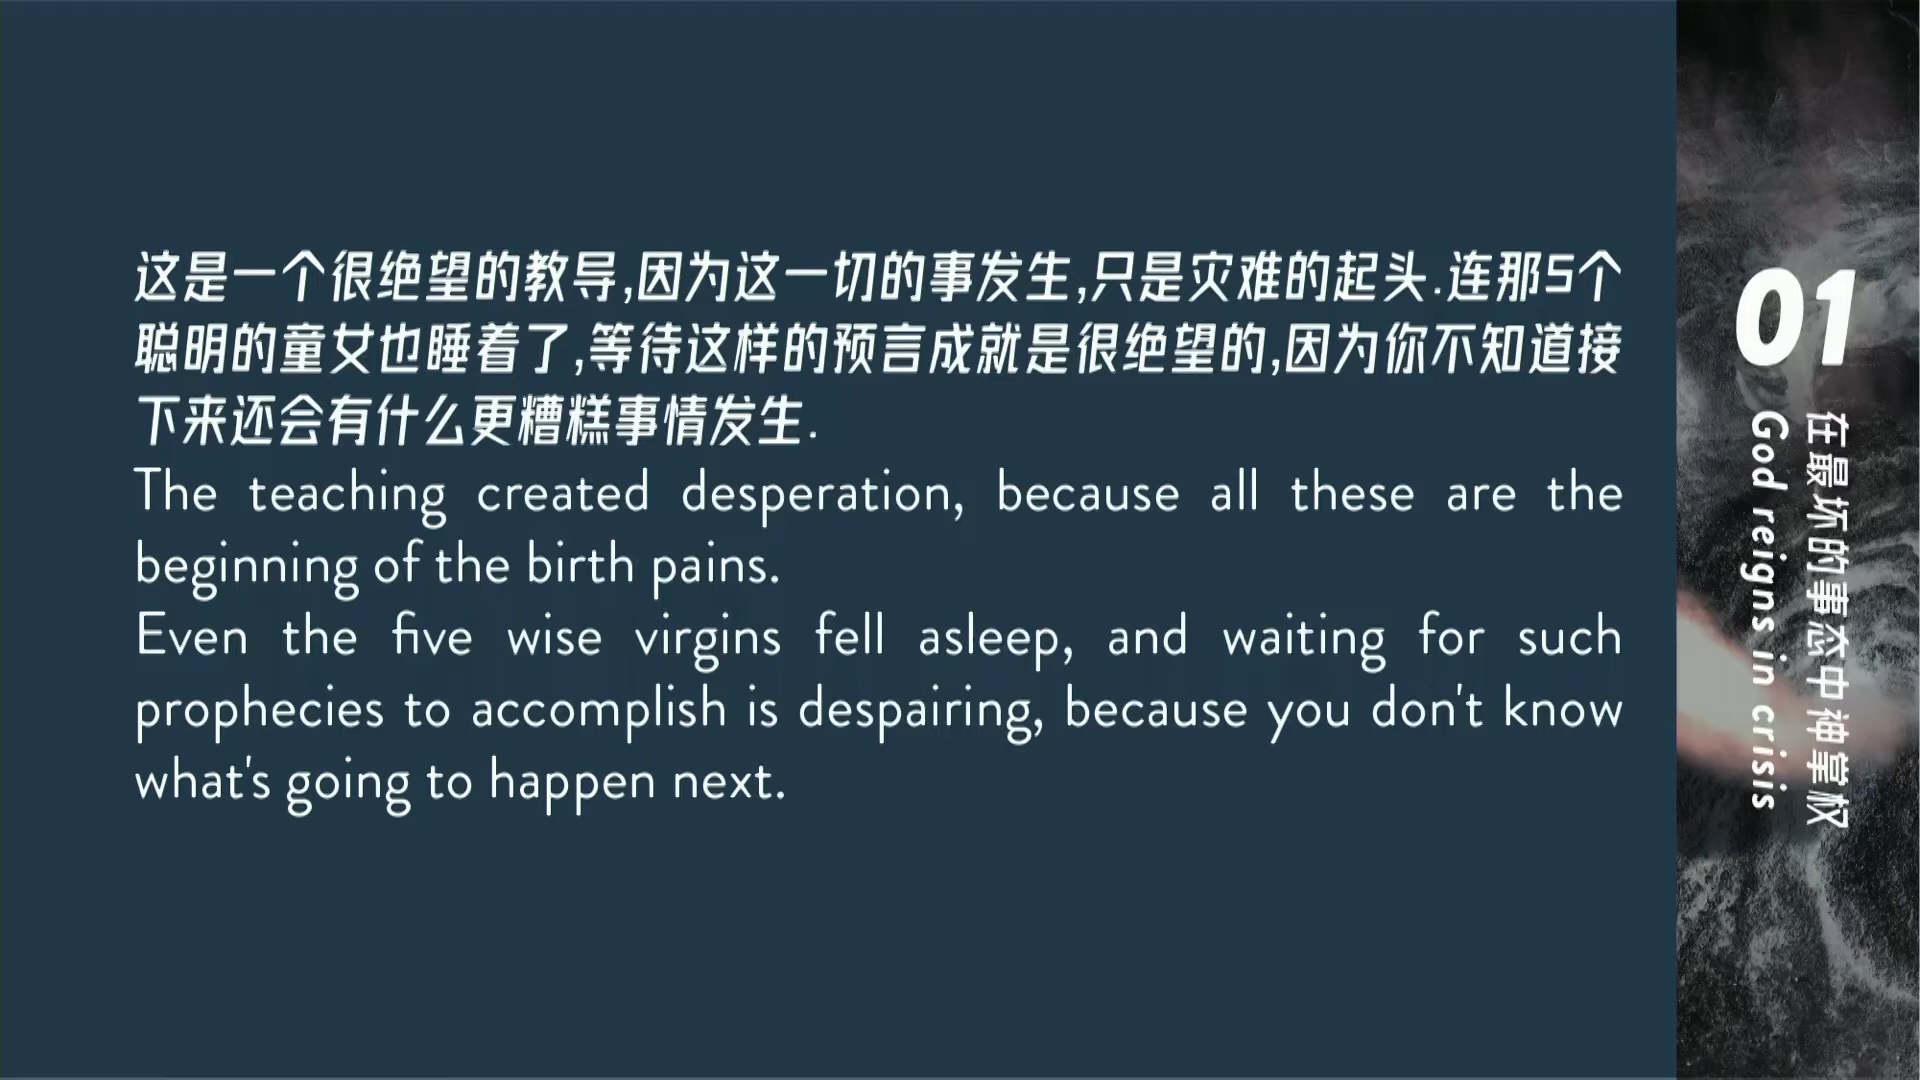 这是一个很绝望的教导,因为这一切的事发生,只是灾难的起头.连那5个
聪明的童女也睡着了,等待这样的预言成就是很绝望的,因为你不知道接
下来还会有什么更糟糕事情发生.
The teaching created desperation, because all these are the
beginning of the birth pains.
Even the five wise virgins fell asleep, and waiting for such
prophecies to accomplish is despairing, because you don't know
what's going to happen next.
01
在最坏的事态中神掌权
God reigns in crisis